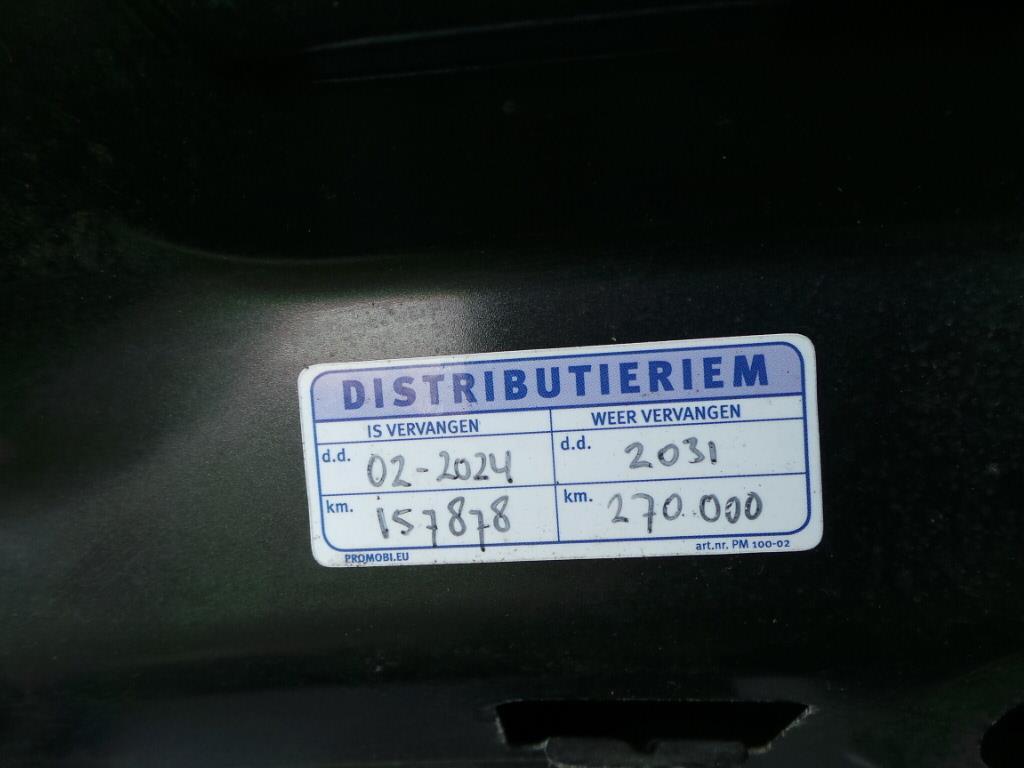 DISTRIBUTIERIEM
IS VERVANGEN WEER VERVANGEN
d.d. 02-2024 d.d. 2031
km. 157878 km. 270.000
PROMOBI.EU art.nr. PM 100-02